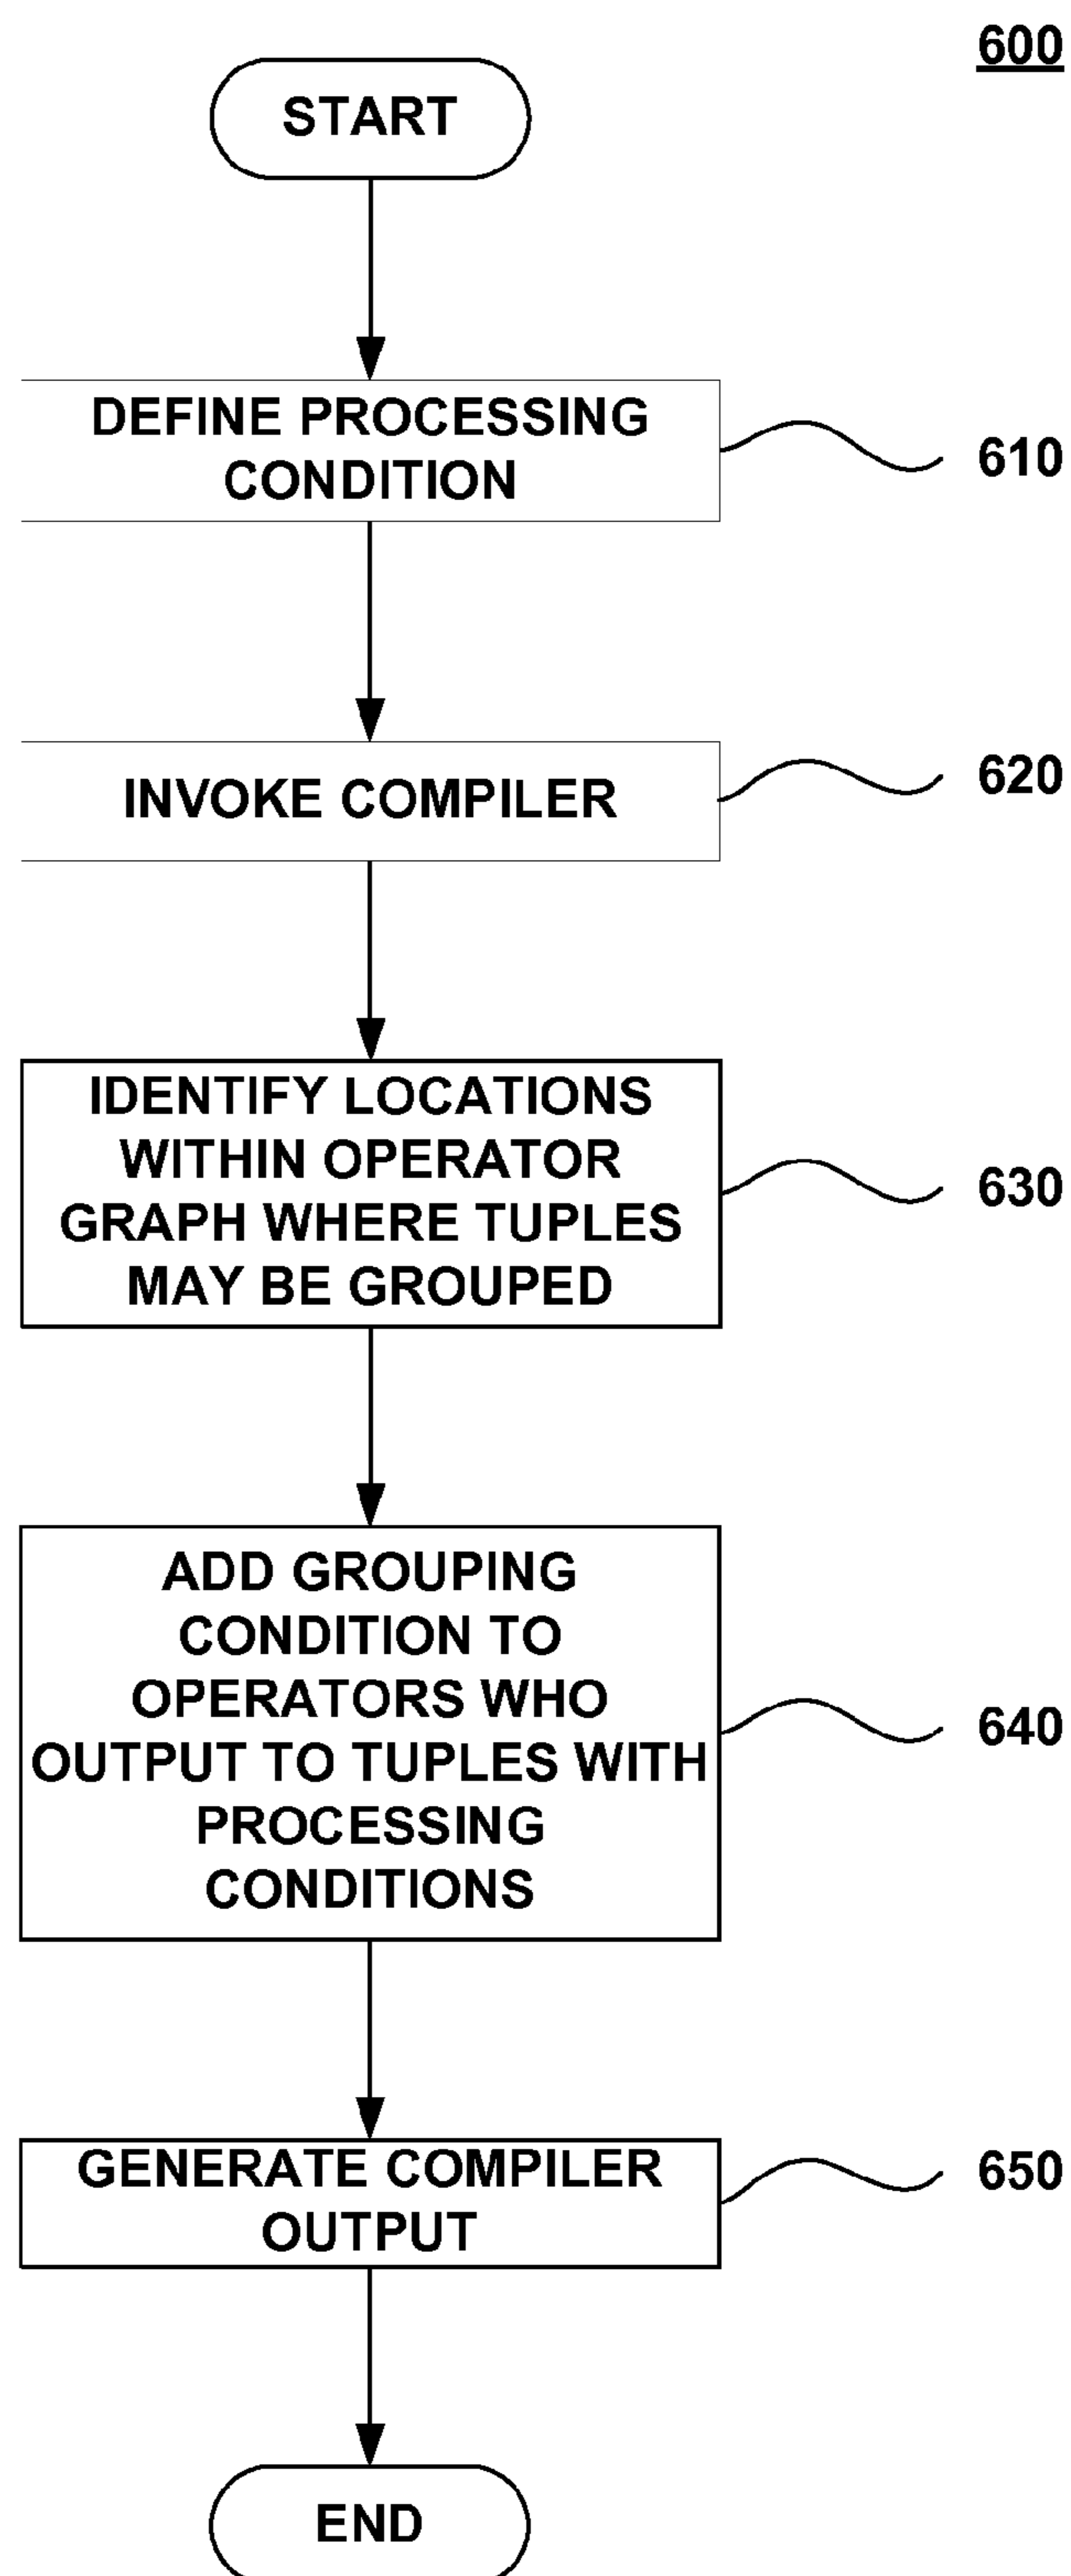 600
START
DEFINE PROCESSING
CONDITION
610
INVOKE COMPILER
620
IDENTIFY LOCATIONS
WITHIN OPERATOR
GRAPH WHERE TUPLES
MAY BE GROUPED
630
ADD GROUPING
CONDITION TO
OPERATORS WHO
OUTPUT TO TUPLES WITH
PROCESSING
CONDITIONS
640
GENERATE COMPILER
OUTPUT
650
END